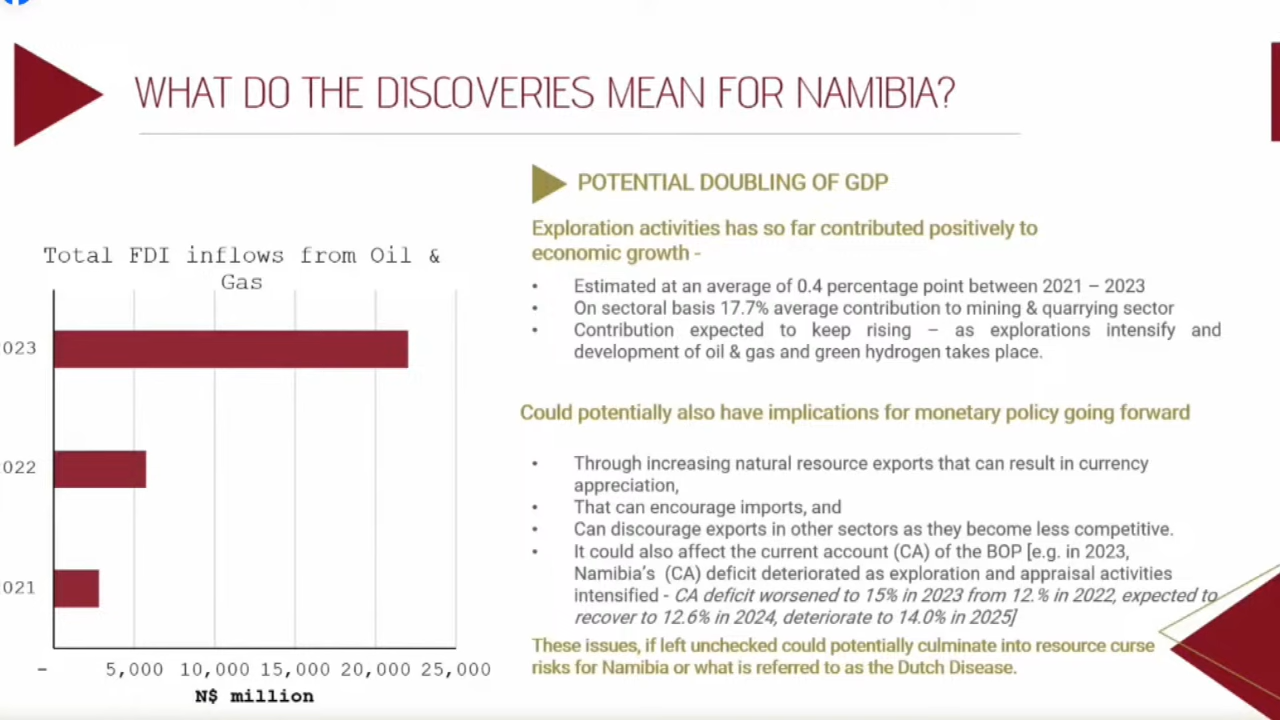 WHAT DO THE DISCOVERIES MEAN FOR NAMIBIA?
Total FDI inflows from Oil &
Gas
023
022
021
– 5,000 10,000 15,000 20,000 25,000
N$ million
POTENTIAL DOUBLING OF GDP
Exploration activities has so far contributed positively to
economic growth -
• Estimated at an average of 0.4 percentage point between 2021 – 2023
• On sectoral basis 17.7% average contribution to mining & quarrying sector
• Contribution expected to keep rising – as explorations intensify and
development of oil & gas and green hydrogen takes place.
Could potentially also have implications for monetary policy going forward
• Through increasing natural resource exports that can result in currency
appreciation,
• That can encourage imports, and
• Can discourage exports in other sectors as they become less competitive.
• It could also affect the current account (CA) of the BOP [e.g. in 2023,
Namibia's (CA) deficit deteriorated as exploration and appraisal activities
intensified - CA deficit worsened to 15% in 2023 from 12.% in 2022, expected to
recover to 12.6% in 2024, deteriorate to 14.0% in 2025]
These issues, if left unchecked could potentially culminate into resource curse
risks for Namibia or what is referred to as the Dutch Disease.